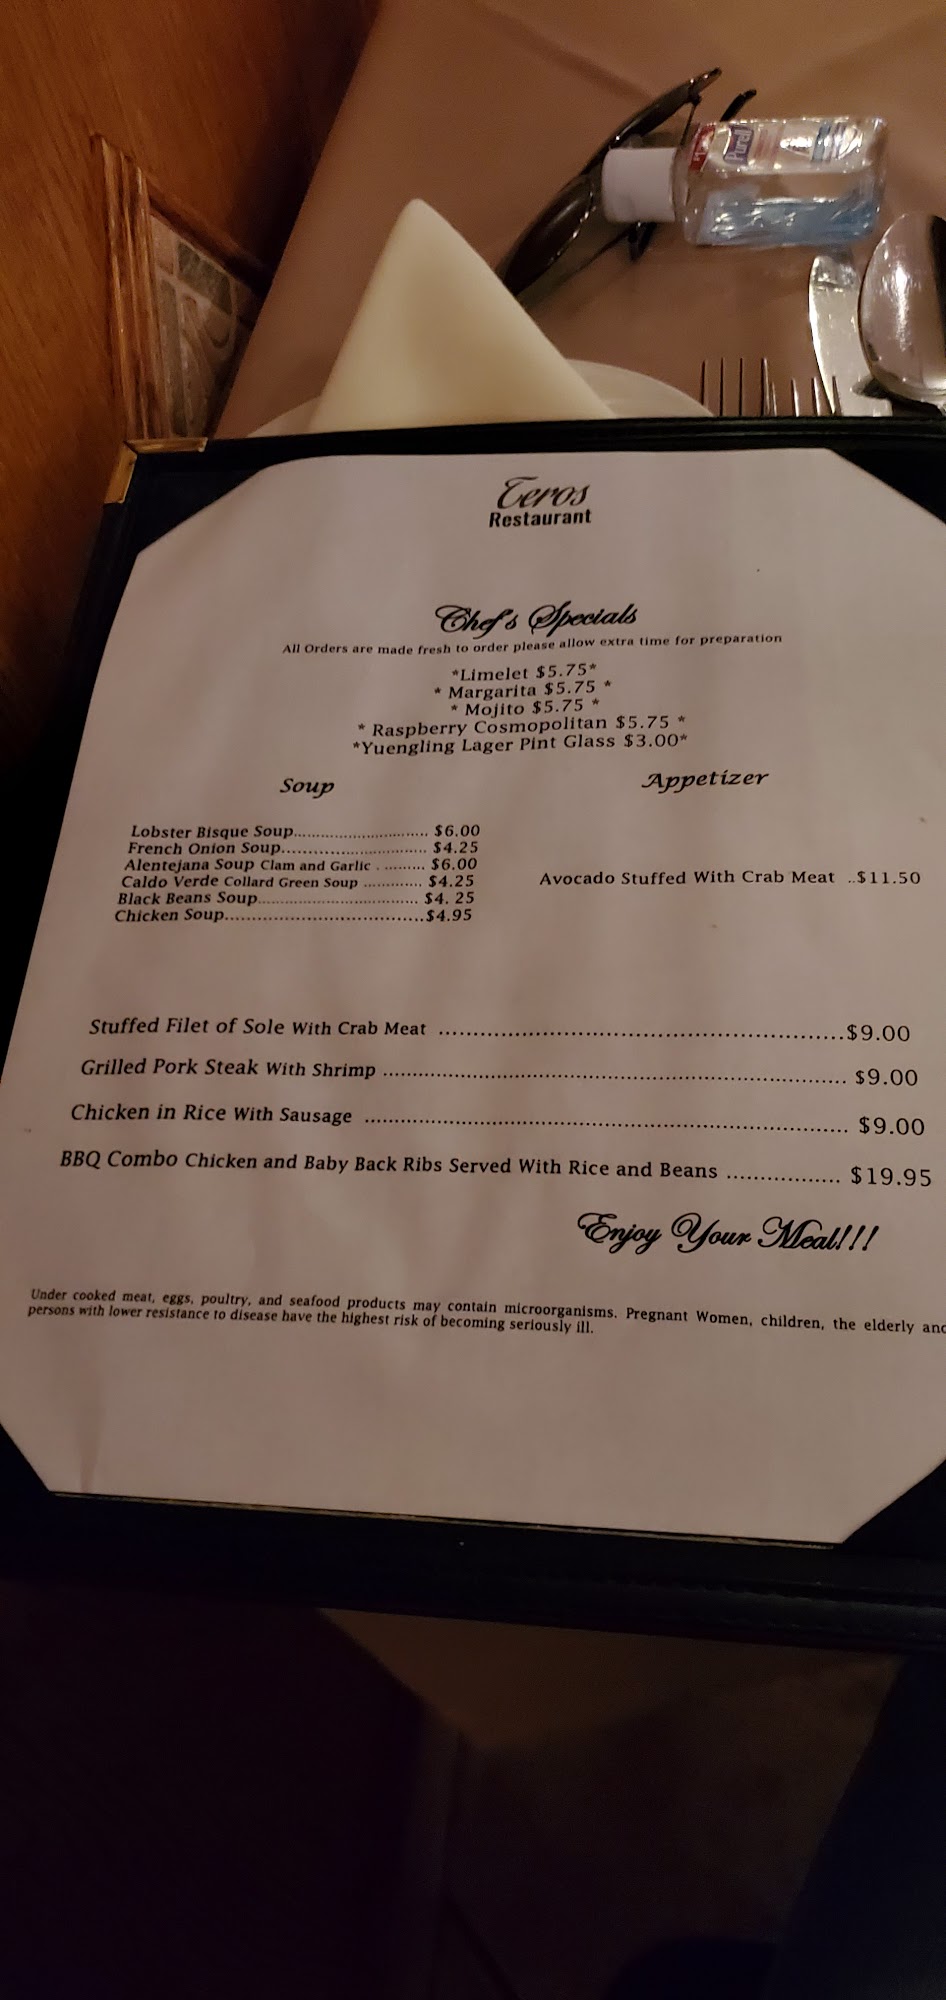 Purell
Teros
Restaurant
Chef's Specials
All Orders are made fresh to order please allow extra time for preparation
*Limelet $5.75*
* Margarita $5.75 *
* Mojito $5.75 *
* Raspberry Cosmopolitan $5.75 *
*Yuengling Lager Pint Glass $3.00*
Soup
Lobster Bisque Soup............................ $6.00
French Onion Soup.............................. $4.25
Alentejana Soup Clam and Garlic . ......... $6.00
Caldo Verde Collard Green Soup ............. $4.25
Black Beans Soup.................................. $4. 25
Chicken Soup.....................................$4.95
Appetizer
Avocado Stuffed With Crab Meat ..$11.50
Stuffed Filet of Sole With Crab Meat ..........................................................$9.00
Grilled Pork Steak With Shrimp .................................................................. $9.00
Chicken in Rice With Sausage ..................................................................... $9.00
BBQ Combo Chicken and Baby Back Ribs Served With Rice and Beans ................. $19.95
Enjoy Your Meal!!!
Under cooked meat, eggs, poultry, and seafood products may contain microorganisms. Pregnant Women, children, the elderly and
persons with lower resistance to disease have the highest risk of becoming seriously ill.